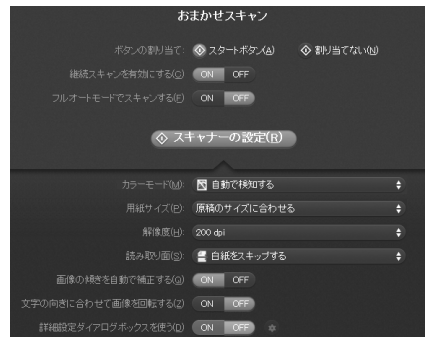 おまかせスキャン
ボタンの割り当て: スタートボタン(A) 割り当てない(N)
継続スキャンを有効にする(C) ON OFF
フルオートモードでスキャンする(F) ON OFF
スキャナーの設定(R)
カラーモード(M): 自動で検知する
用紙サイズ(P): 原稿のサイズに合わせる
解像度(H): 200 dpi
読み取り面(S): 白紙をスキップする
画像の傾きを自動で補正する(Q) ON OFF
文字の向きに合わせて画像を回転する(Z) ON OFF
詳細設定ダイアログボックスを使う(D) ON OFF